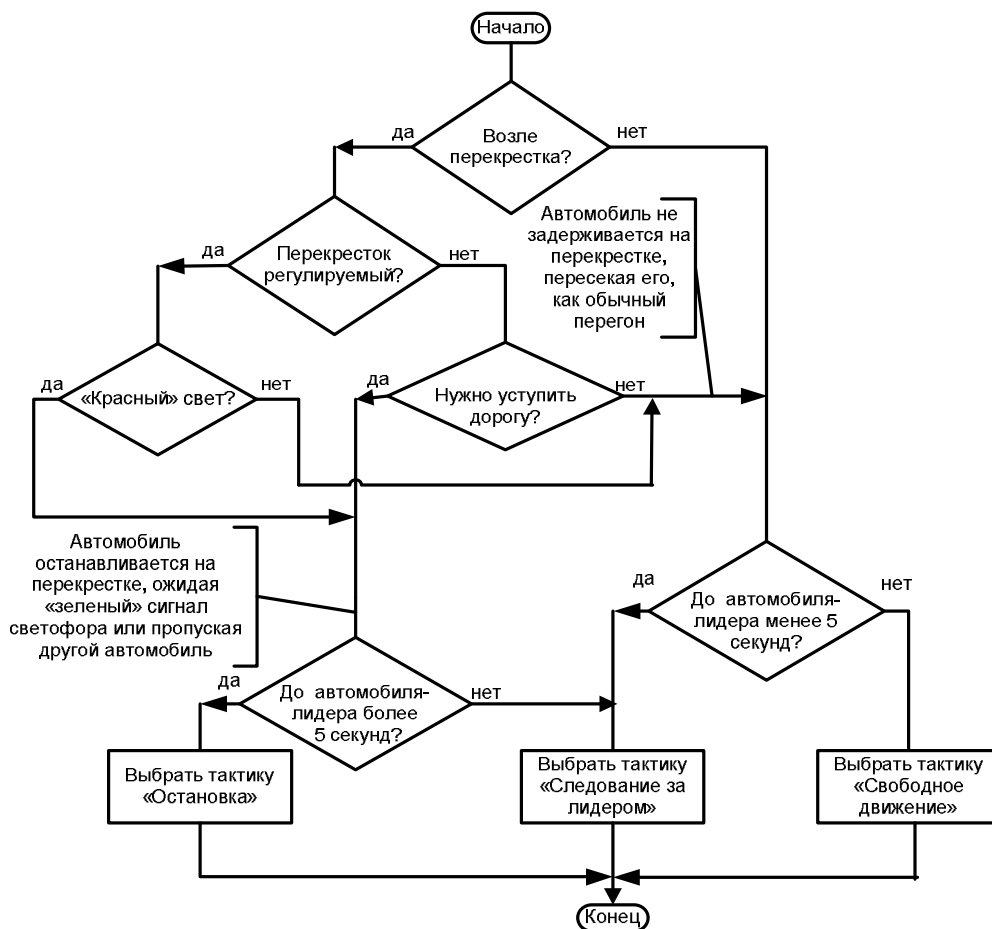 Начало
да
Возле
перекрестка?
нет
да
Перекресток
регулируемый?
нет
Автомобиль не
задерживается на
перекрестке,
пересекая его,
как обычный
перегон
да
«Красный» свет?
нет
да
Нужно уступить
дорогу?
нет
Автомобиль
останавливается на
перекрестке, ожидая
«зеленый» сигнал
светофора или пропуская
другой автомобиль
да
До автомобиля-
лидера менее 5
секунд?
нет
да
До автомобиля-
лидера более
5 секунд?
нет
Выбрать тактику
«Остановка»
Выбрать тактику
«Следование за
лидером»
Выбрать тактику
«Свободное
движение»
Конец